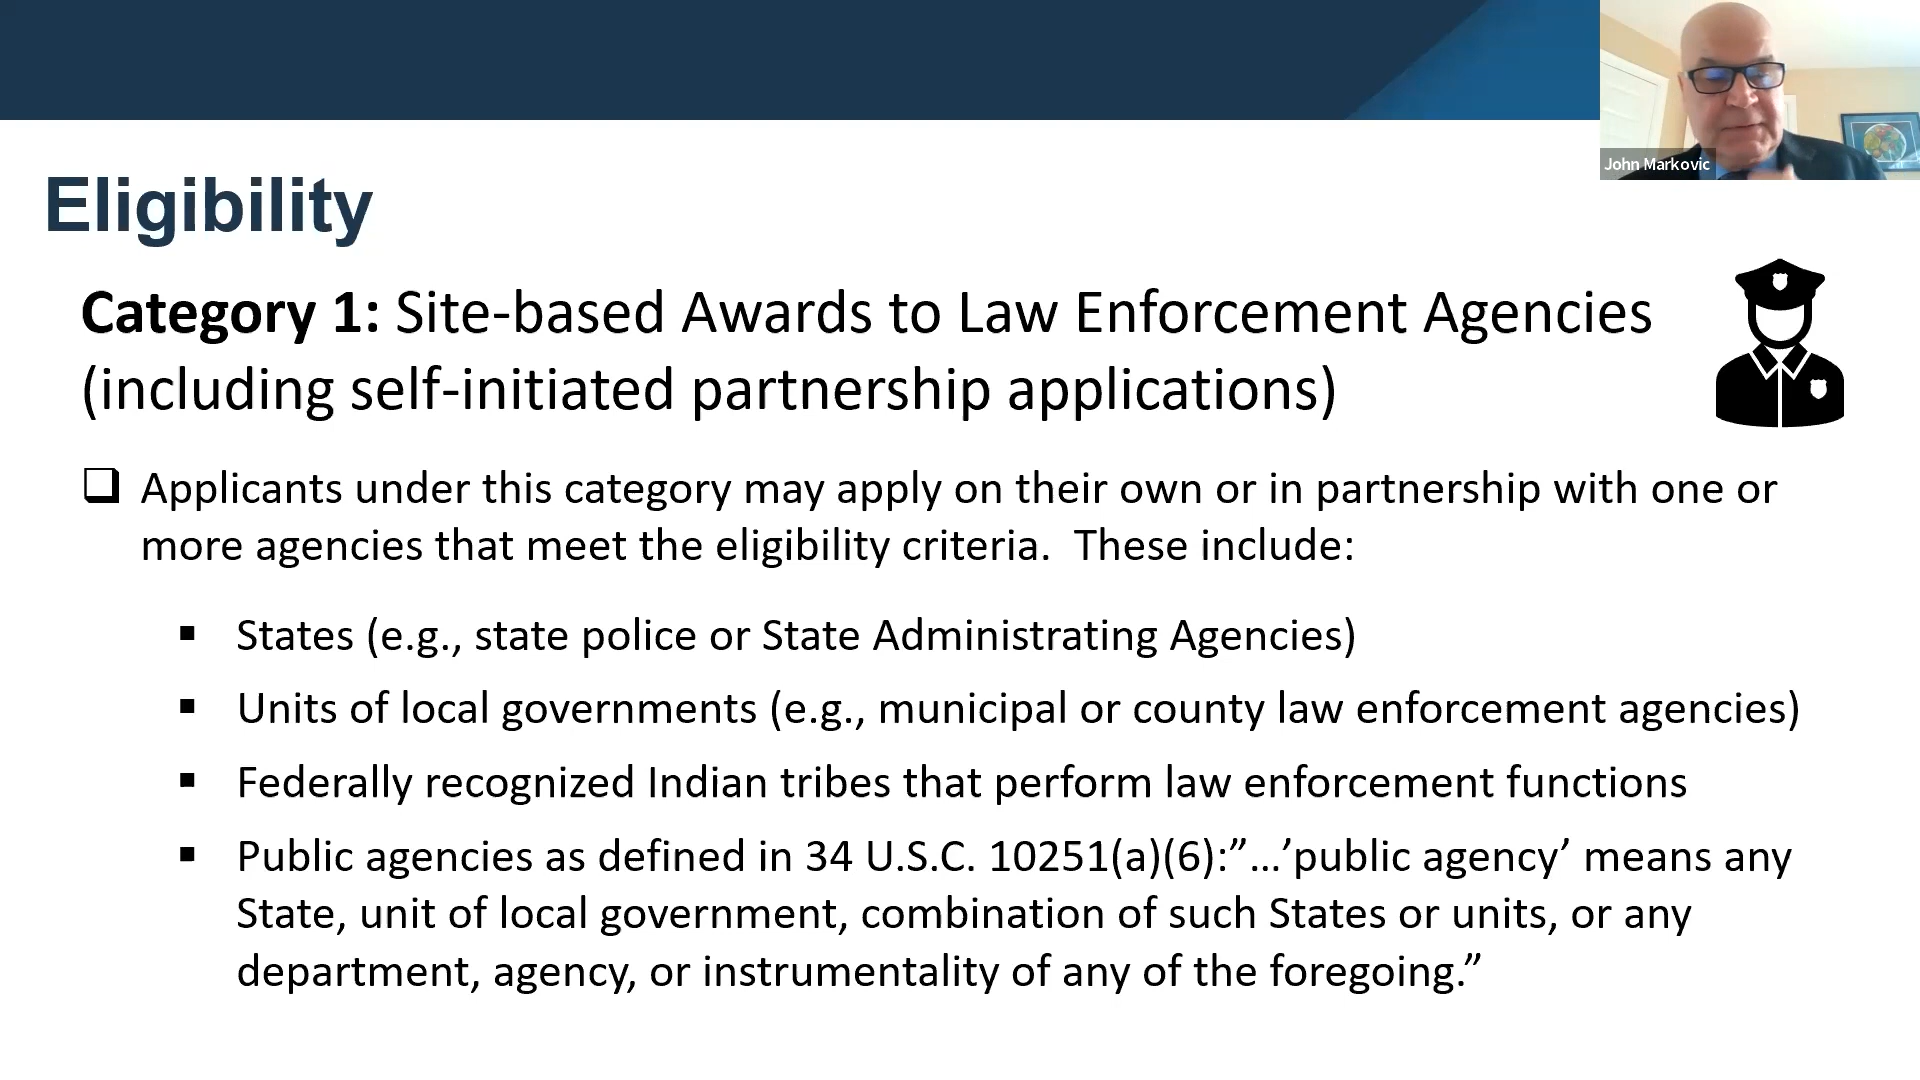 John Markovic
Eligibility
Category 1: Site-based Awards to Law Enforcement Agencies
(including self-initiated partnership applications)
❑ Applicants under this category may apply on their own or in partnership with one or
more agencies that meet the eligibility criteria.  These include:
▪ States (e.g., state police or State Administrating Agencies)
▪ Units of local governments (e.g., municipal or county law enforcement agencies)
▪ Federally recognized Indian tribes that perform law enforcement functions
▪ Public agencies as defined in 34 U.S.C. 10251(a)(6):”…’public agency’ means any
State, unit of local government, combination of such States or units, or any
department, agency, or instrumentality of any of the foregoing.”